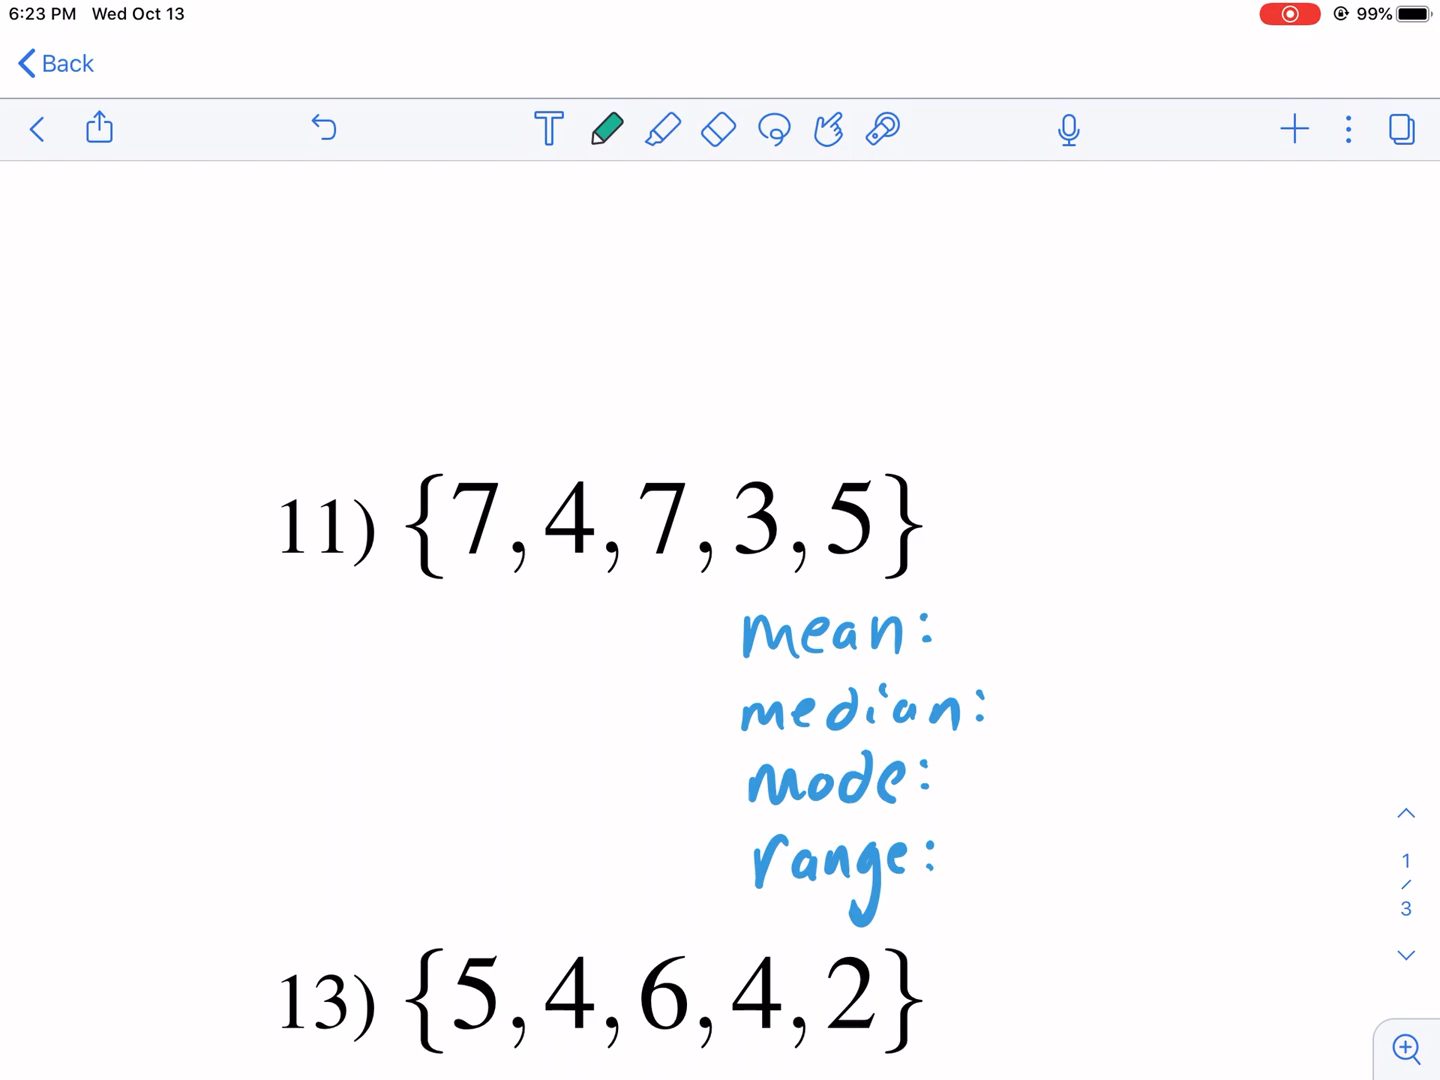 6:23 PM Wed Oct 13 99%
Back
11) {7, 4, 7, 3, 5}
mean:
median:
mode:
range:
1
/
3
13) {5, 4, 6, 4, 2}